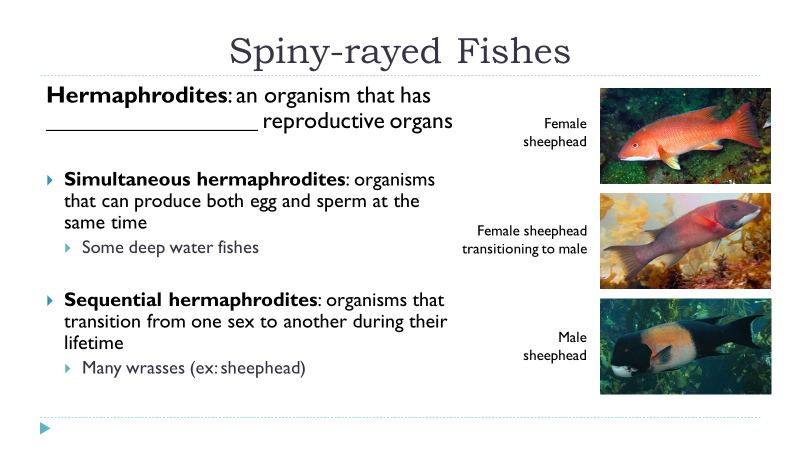 Spiny-rayed Fishes
Hermaphrodites: an organism that has
___________________ reproductive organs
Simultaneous hermaphrodites: organisms
that can produce both egg and sperm at the
same time
Some deep water fishes
Sequential hermaphrodites: organisms that
transition from one sex to another during their
lifetime
Many wrasses (ex: sheephead)
Female
sheephead
Female sheephead
transitioning to male
Male
sheephead